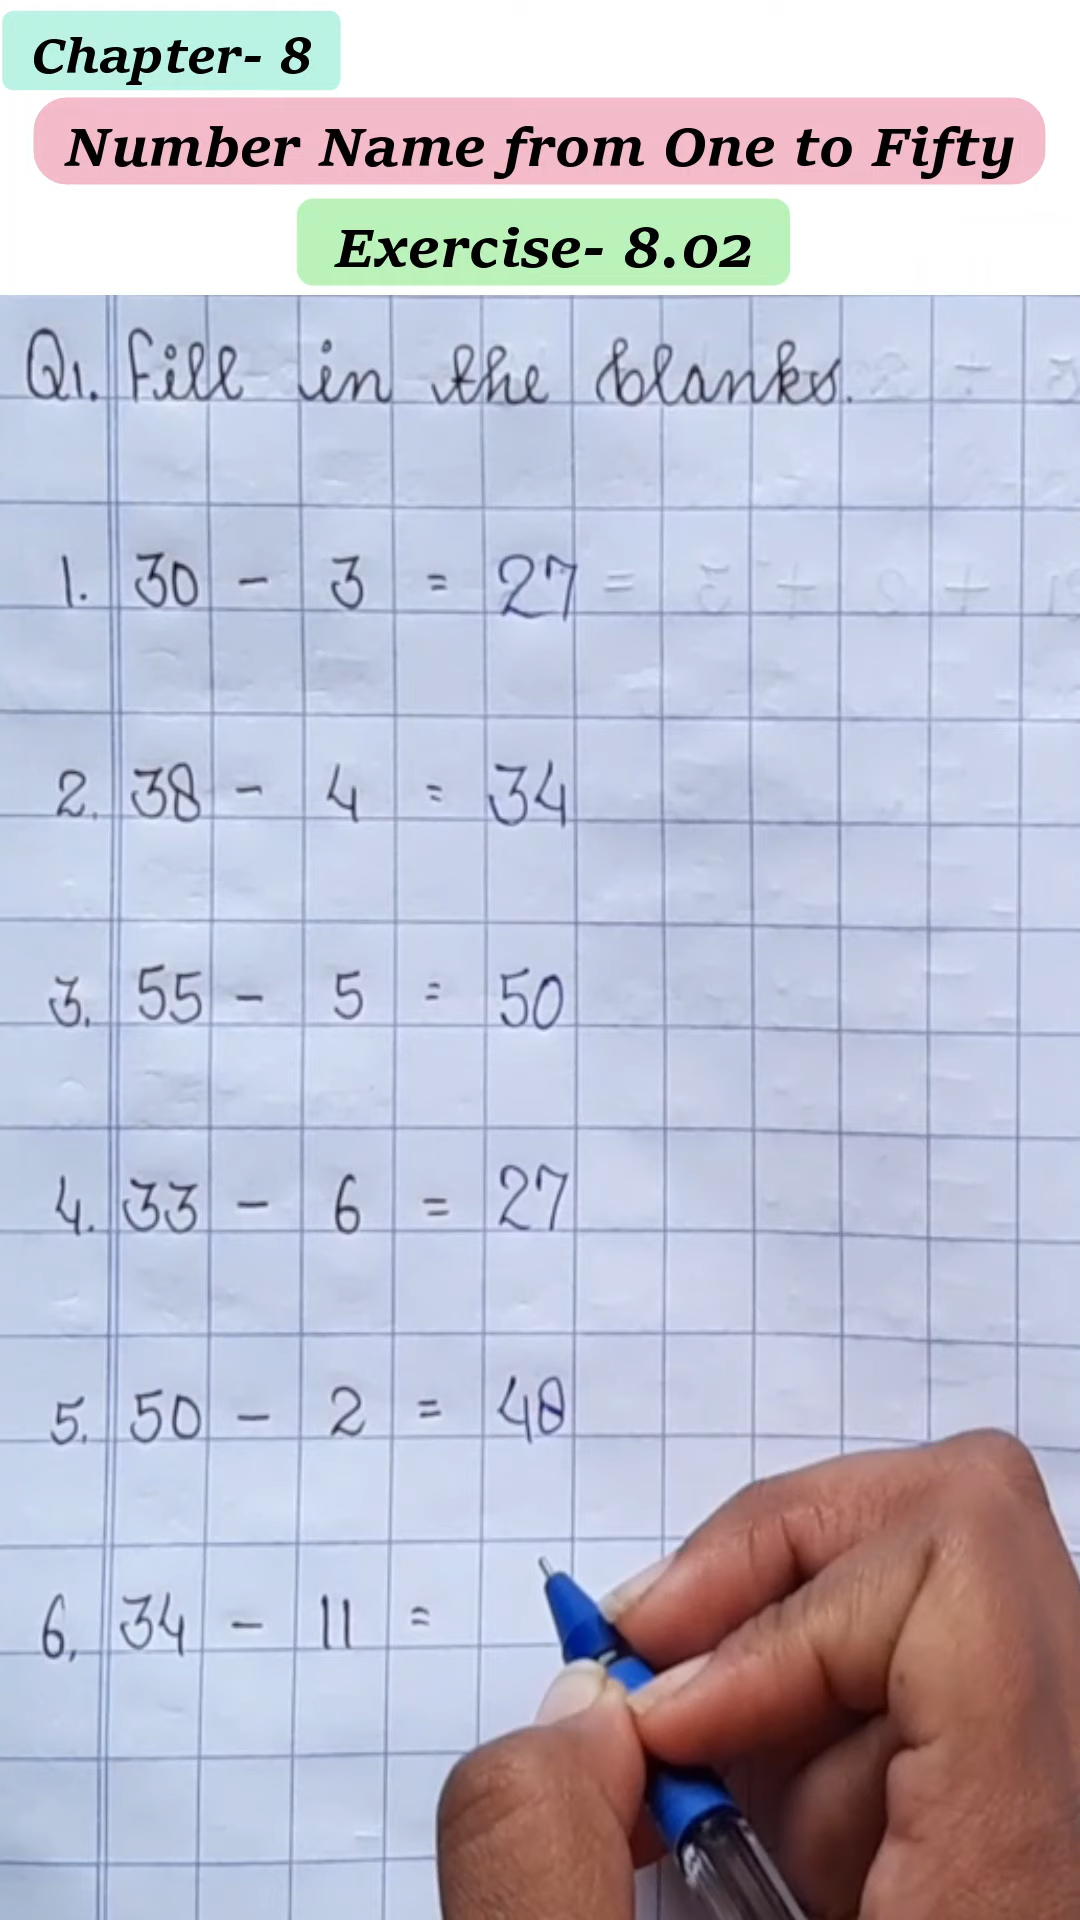 Chapter- 8
Number Name from One to Fifty
Exercise- 8.02
Q1. Fill in the blanks.
1. 30 - 3 = 27
2. 38 - 4 = 34
3. 55 - 5 = 50
4. 33 - 6 = 27
5. 50 - 2 = 48
6. 34 - 11 =